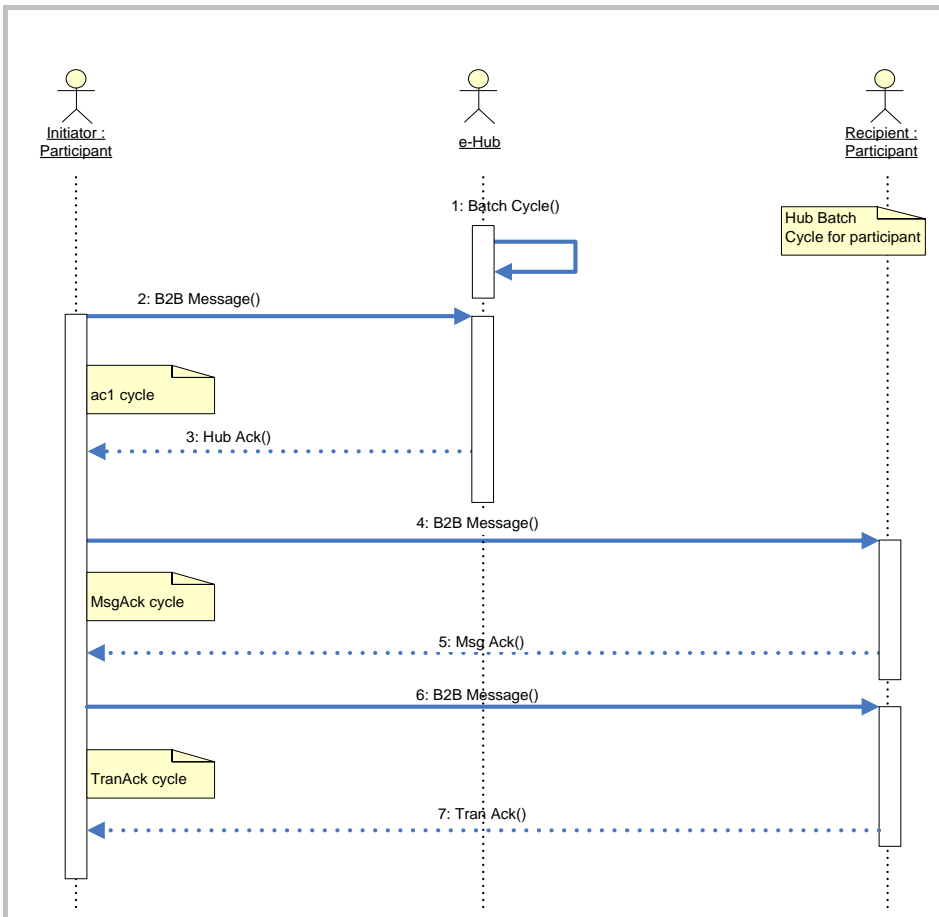 Initiator :
Participant
e-Hub
Recipient :
Participant
1: Batch Cycle()
Hub Batch
Cycle for participant
2: B2B Message()
ac1 cycle
3: Hub Ack()
4: B2B Message()
MsgAck cycle
5: Msg Ack()
6: B2B Message()
TranAck cycle
7: Tran Ack()